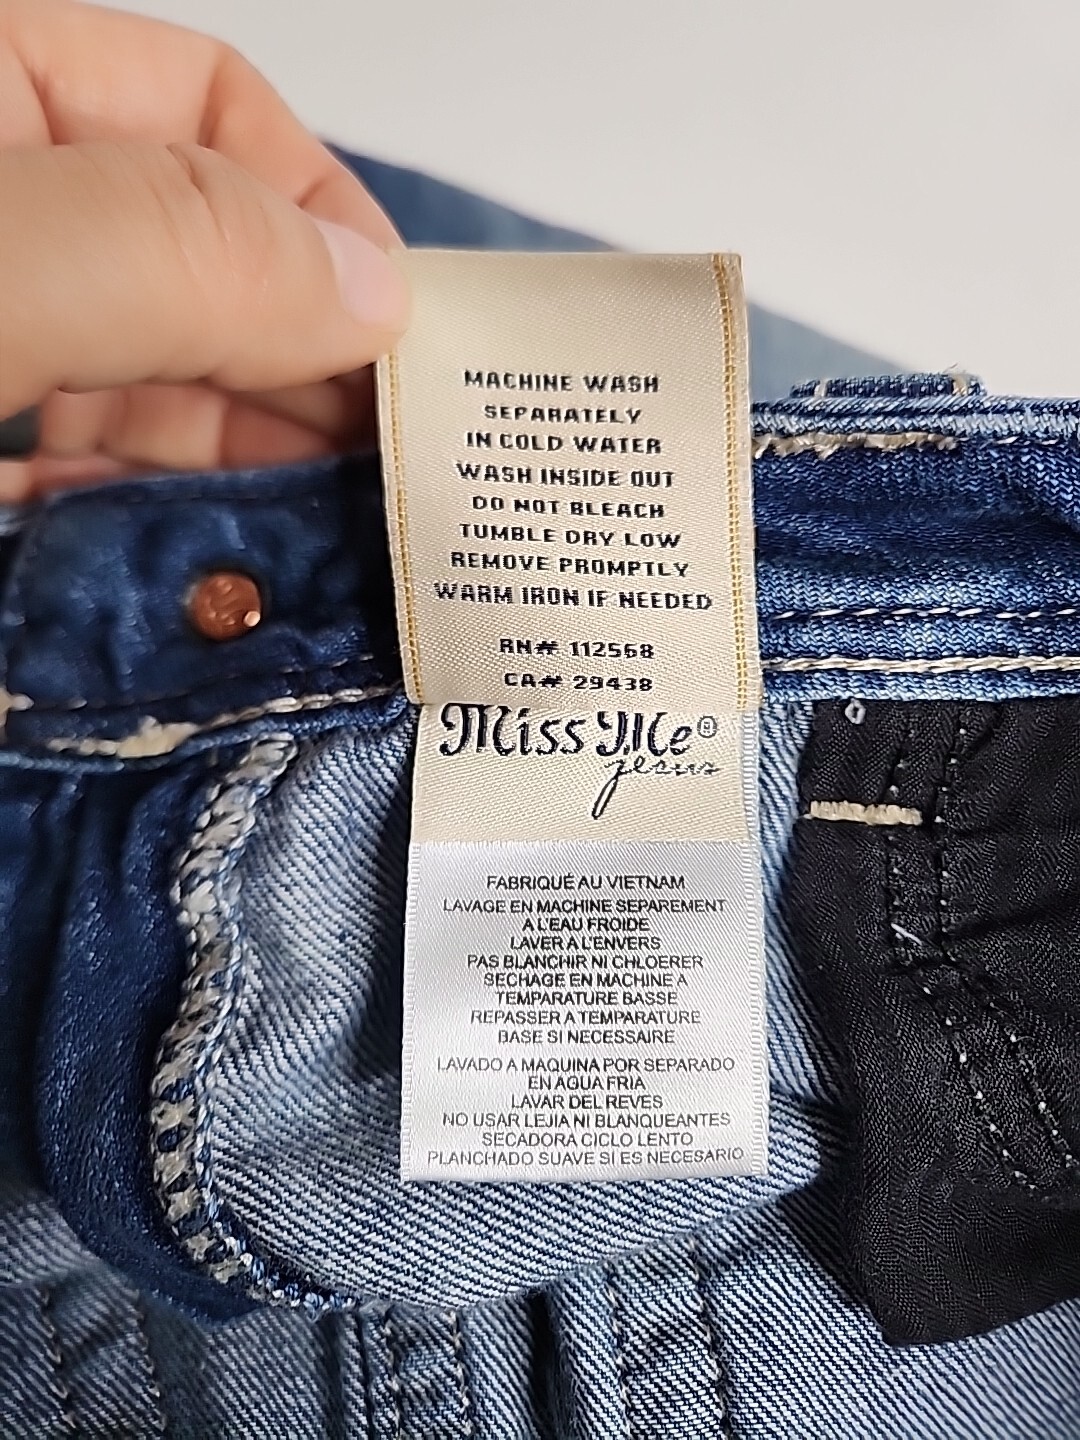 MACHINE WASH
SEPARATELY
IN COLD WATER
WASH INSIDE OUT
DO NOT BLEACH
TUMBLE DRY LOW
REMOVE PROMPTLY
WARM IRON IF NEEDED
RN# 112568
CA# 29438
Miss Me®
jeans
FABRIQUÉ AU VIETNAM
LAVAGE EN MACHINE SEPAREMENT
A L'EAU FROIDE
LAVER A L'ENVERS
PAS BLANCHIR NI CHLOERER
SECHAGE EN MACHINE A
TEMPARATURE BASSE
REPASSER A TEMPARATURE
BASE SI NECESSAIRE
LAVADO A MAQUINA POR SEPARADO
EN AGUA FRIA
LAVAR DEL REVES
NO USAR LEJIA NI BLANQUEANTES
SECADORA CICLO LENTO
PLANCHADO SUAVE SI ES NECESARIO